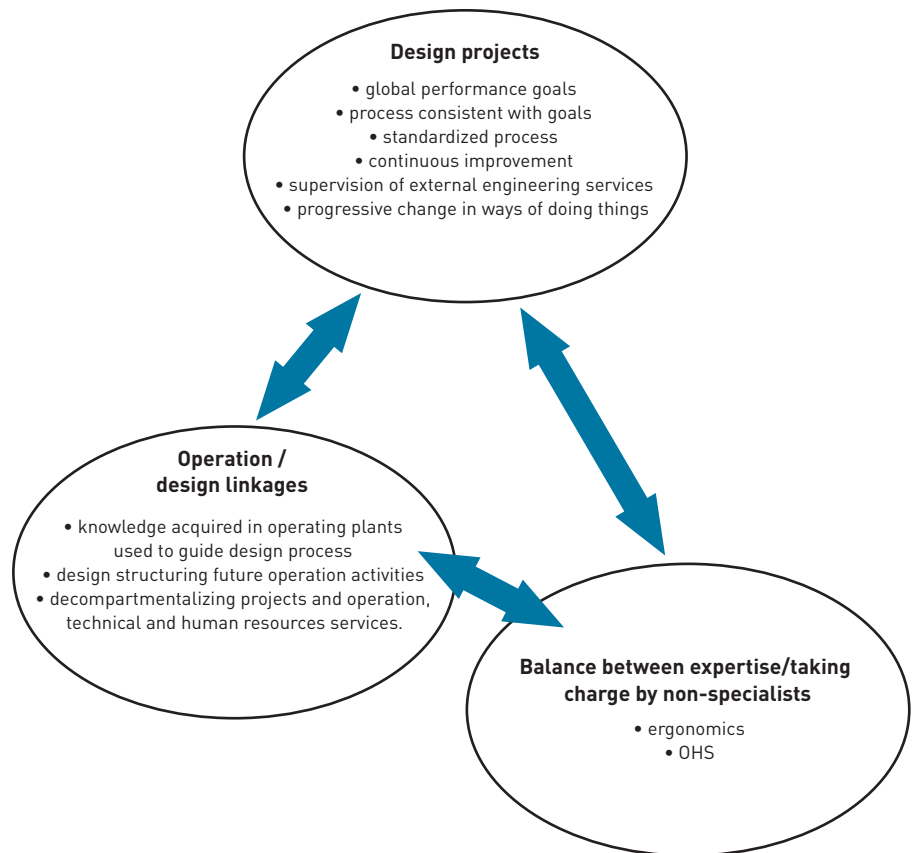 Design projects
• global performance goals
• process consistent with goals
• standardized process
• continuous improvement
• supervision of external engineering services
• progressive change in ways of doing things
Operation /
design linkages
• knowledge acquired in operating plants
used to guide design process
• design structuring future operation activities
• decompartmentalizing projects and operation,
technical and human resources services.
Balance between expertise/taking
charge by non-specialists
• ergonomics
• OHS